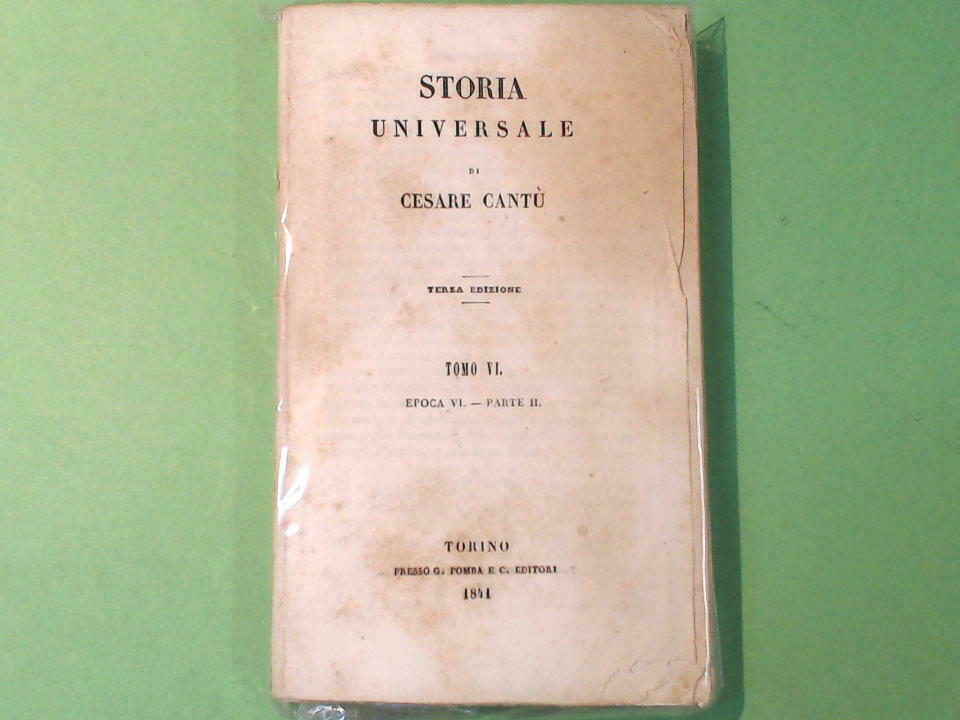 STORIA
UNIVERSALE
DI
CESARE CANTÙ
TERZA EDIZIONE
TOMO VI.
EPOCA VI. — PARTE II.
TORINO
PRESSO G. POMBA E C. EDITORI
1841